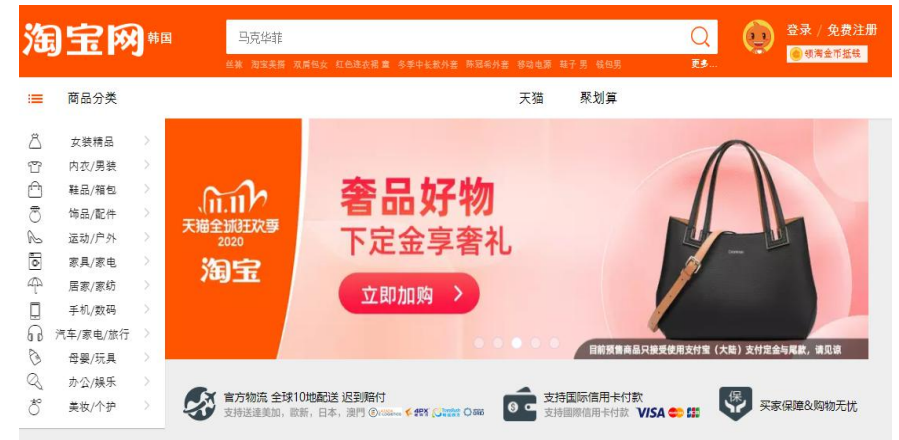 淘宝网 韩国
马克华菲
登录 / 免费注册
领淘金币抵钱
更多...
商品分类
天猫
聚划算
女装精品
内衣/男装
鞋品/箱包
饰品/配件
运动/户外
家具/家电
居家/家纺
手机/数码
汽车/家电/旅行
母婴/玩具
办公/娱乐
美妆/个护
11.11
天猫全球狂欢季
2020
淘宝
奢品好物
下定金享奢礼
立即加购
目前预售商品只接受使用支付宝（大陆）支付定金与尾款，请见谅
官方物流 全球10地配送 迟到赔付
支持送達美加，歐新，日本，澳門
支持国际信用卡付款
支持國際信用卡付款 VISA
保
买家保障&购物无忧